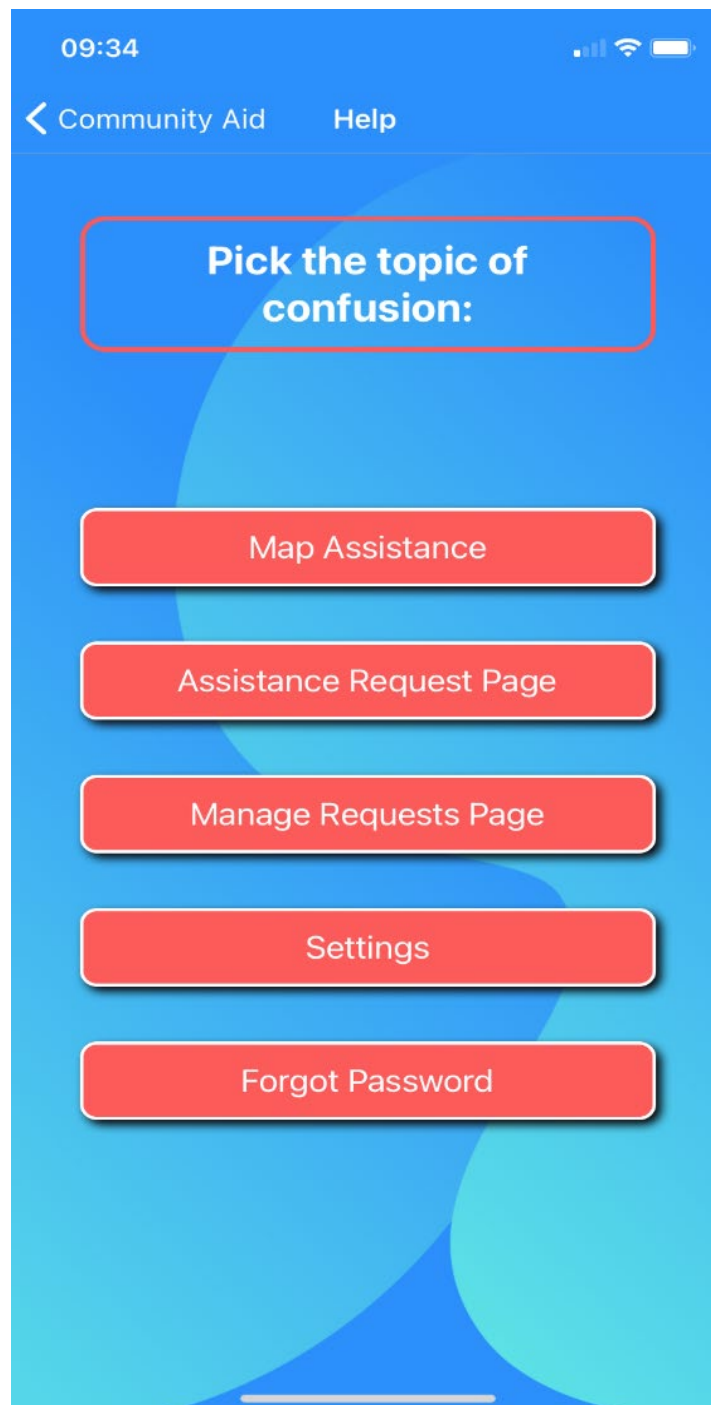 09:34
Community Aid Help
Pick the topic of
confusion:
Map Assistance
Assistance Request Page
Manage Requests Page
Settings
Forgot Password